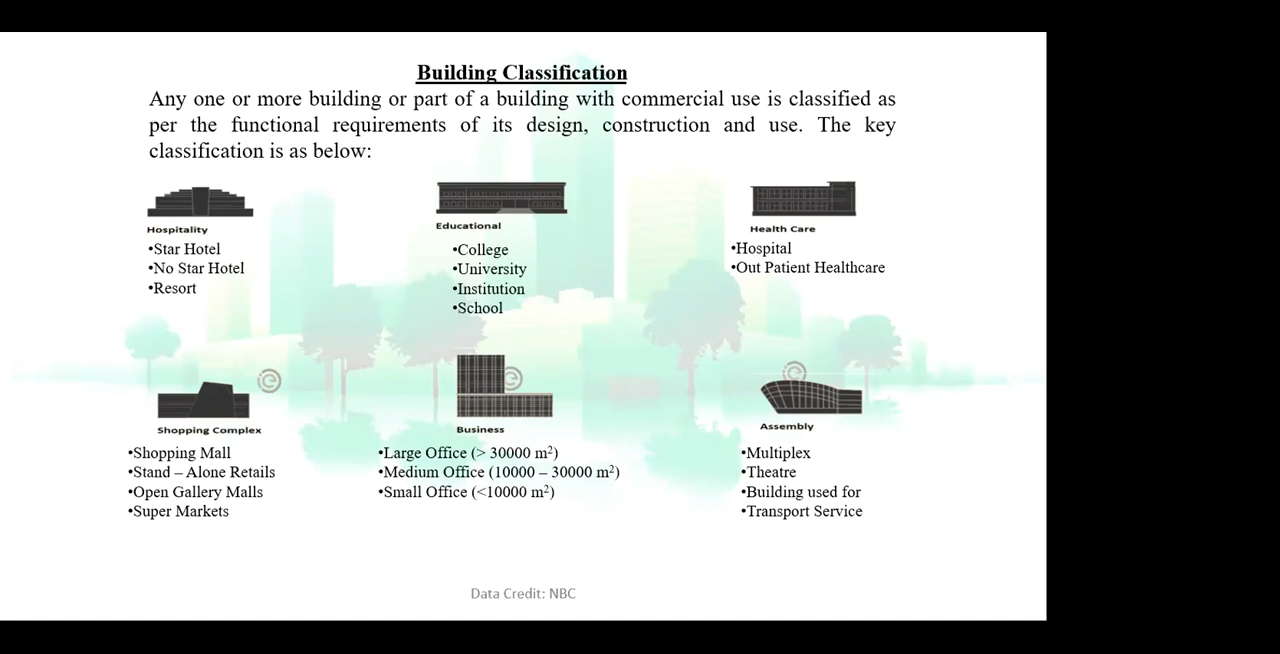 Building Classification
Any one or more building or part of a building with commercial use is classified as
per the functional requirements of its design, construction and use. The key
classification is as below:
Hospitality
•Star Hotel
•No Star Hotel
•Resort
Educational
•College
•University
•Institution
•School
Health Care
•Hospital
•Out Patient Healthcare
Shopping Complex
•Shopping Mall
•Stand – Alone Retails
•Open Gallery Malls
•Super Markets
Business
•Large Office (> 30000 m²)
•Medium Office (10000 – 30000 m²)
•Small Office (<10000 m²)
Assembly
•Multiplex
•Theatre
•Building used for
•Transport Service
Data Credit: NBC